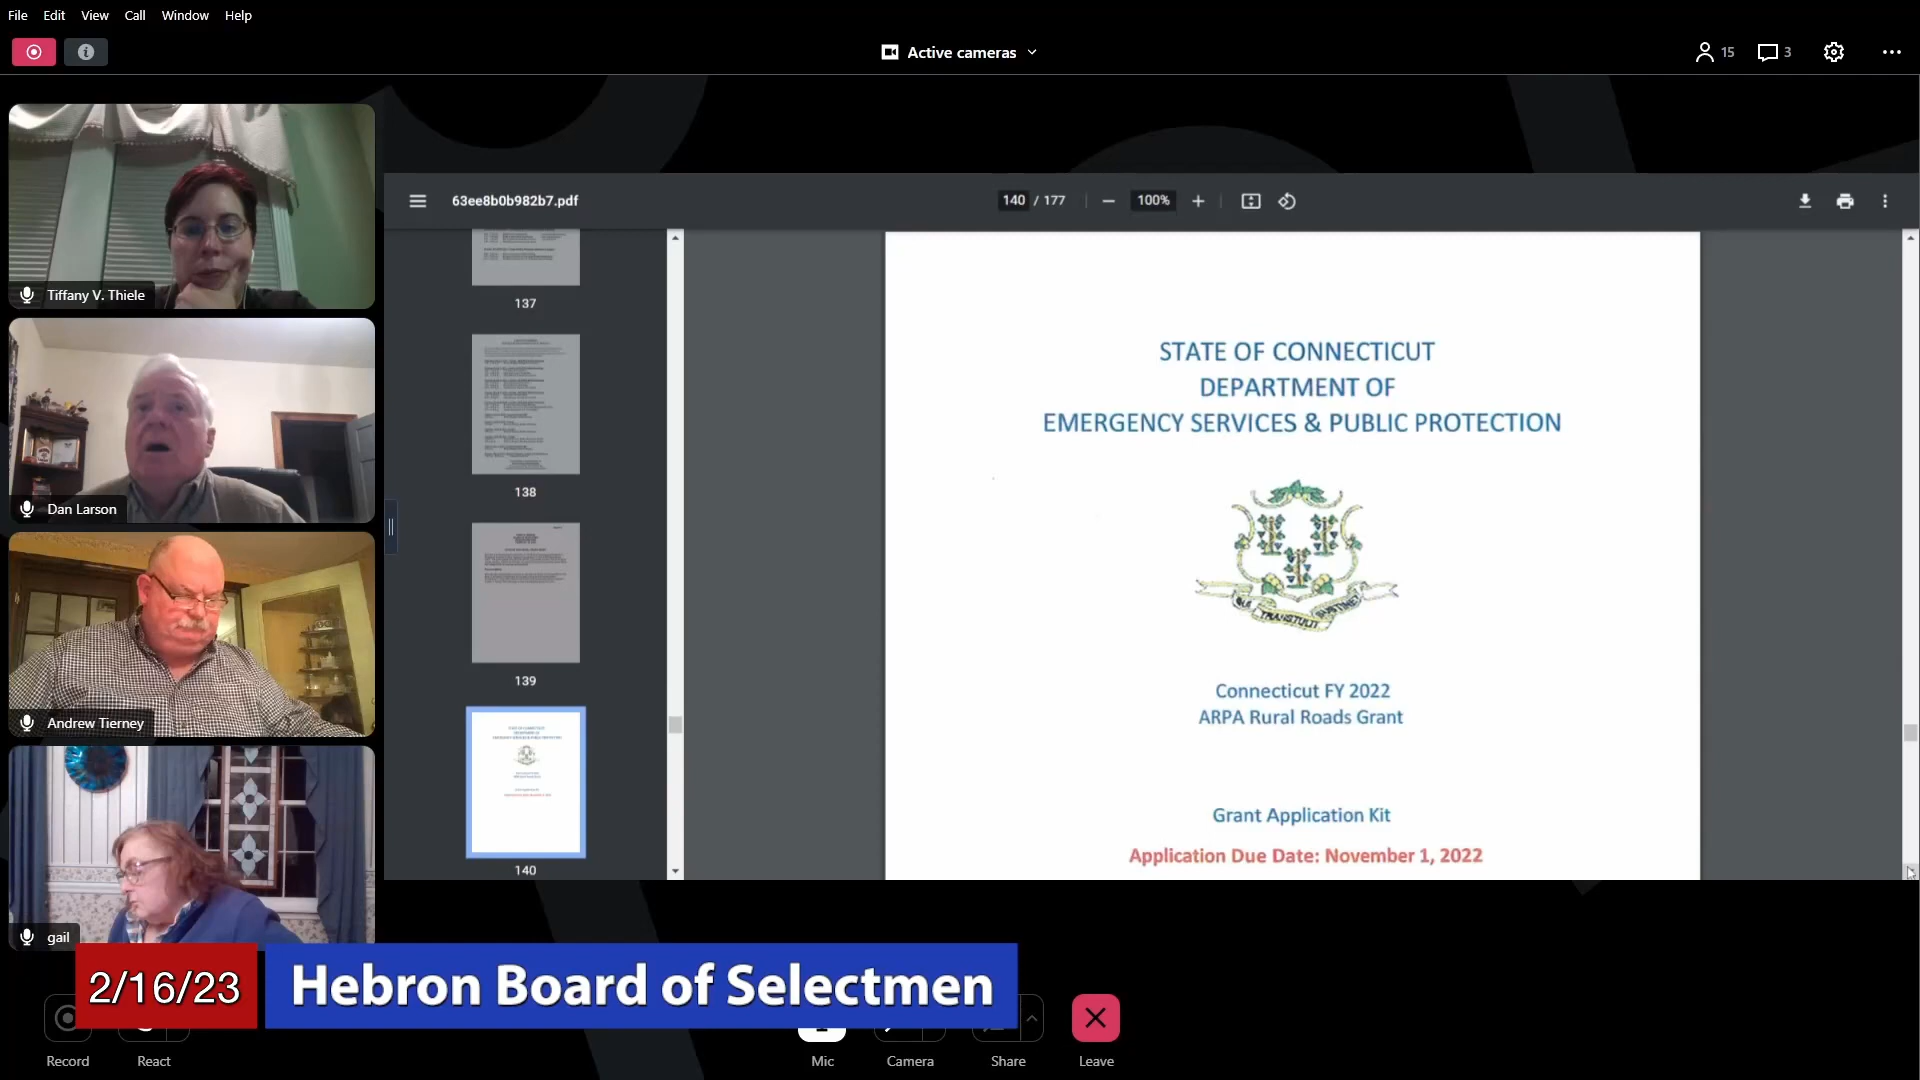 File Edit View Call Window Help
Active cameras
15
3
Tiffany V. Thiele
Dan Larson
Andrew Tierney
gail
63ee8b0b982b7.pdf
140 / 177
100%
137
138
139
140
STATE OF CONNECTICUT
DEPARTMENT OF
EMERGENCY SERVICES & PUBLIC PROTECTION
QUI TRANSTULIT SUSTINET
Connecticut FY 2022
ARPA Rural Roads Grant
Grant Application Kit
Application Due Date: November 1, 2022
2/16/23
Hebron Board of Selectmen
Record
React
Mic
Camera
Share
Leave